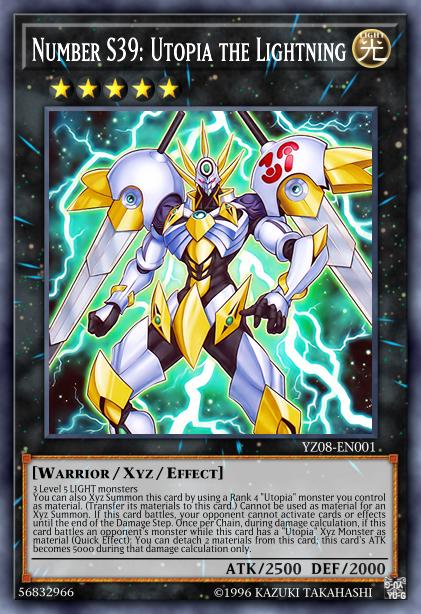 Number S39: Utopia the Lightning
LIGHT
光
39
YZ08-EN001
[Warrior / Xyz / Effect]
3 Level 5 LIGHT monsters
You can also Xyz Summon this card by using a Rank 4 "Utopia" monster you control
as material. (Transfer its materials to this card.) Cannot be used as material for an
Xyz Summon. If this card battles, your opponent cannot activate cards or effects
until the end of the Damage Step. Once per Chain, during damage calculation, if this
card battles an opponent's monster while this card has a "Utopia" Xyz Monster as
material (Quick Effect): You can detach 2 materials from this card; this card's ATK
becomes 5000 during that damage calculation only.
ATK/2500 DEF/2000
56832966
©1996 KAZUKI TAKAHASHI